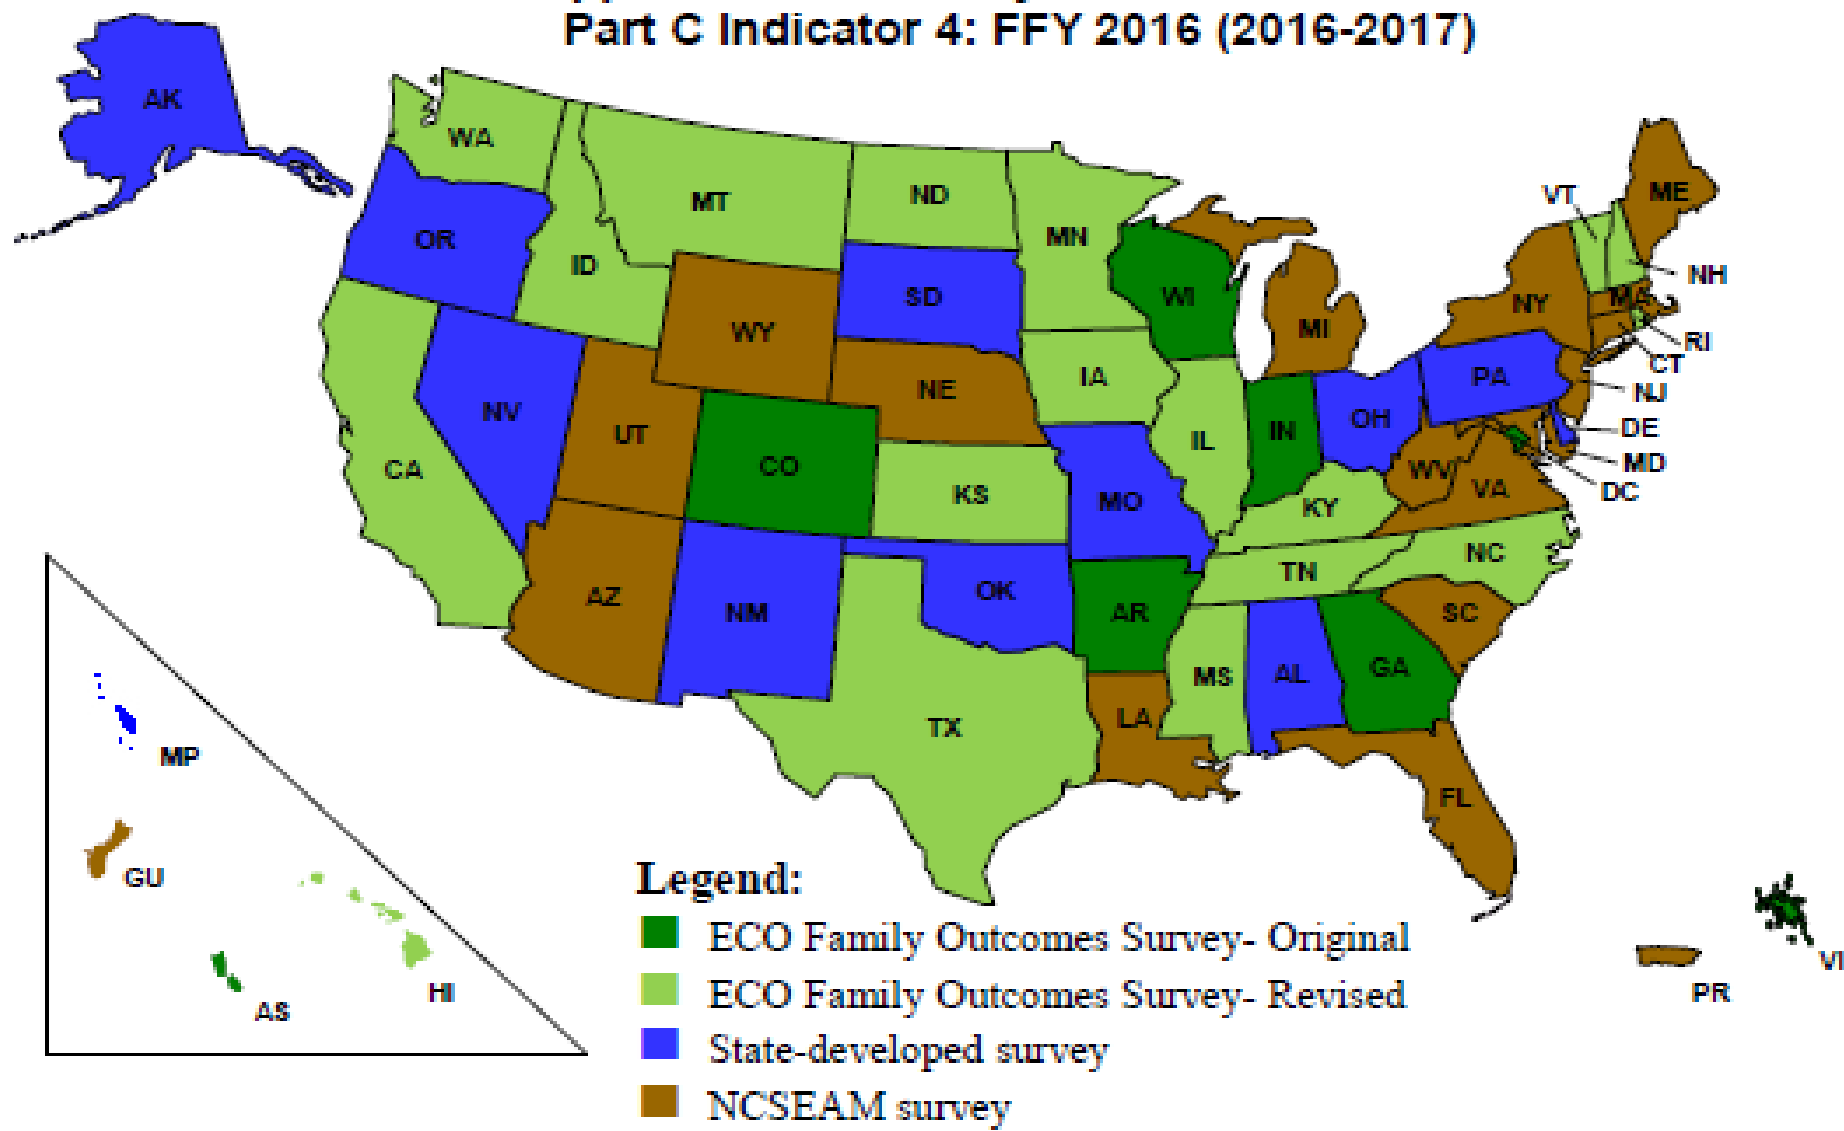 Part C Indicator 4: FFY 2016 (2016-2017)
AK
WA
MT
ND
MN
VT
ME
OR
ID
SD
WI
NH
NY
MA
WY
MI
RI
CT
IA
PA
NE
NJ
NV
UT
IL
IN
OH
DE
CO
CA
WV
MD
KS
MO
KY
VA
DC
NC
TN
AZ
NM
OK
AR
SC
MS
AL
GA
LA
TX
MP
FL
GU
HI
AS
VI
PR
Legend:
ECO Family Outcomes Survey- Original
ECO Family Outcomes Survey- Revised
State-developed survey
NCSEAM survey